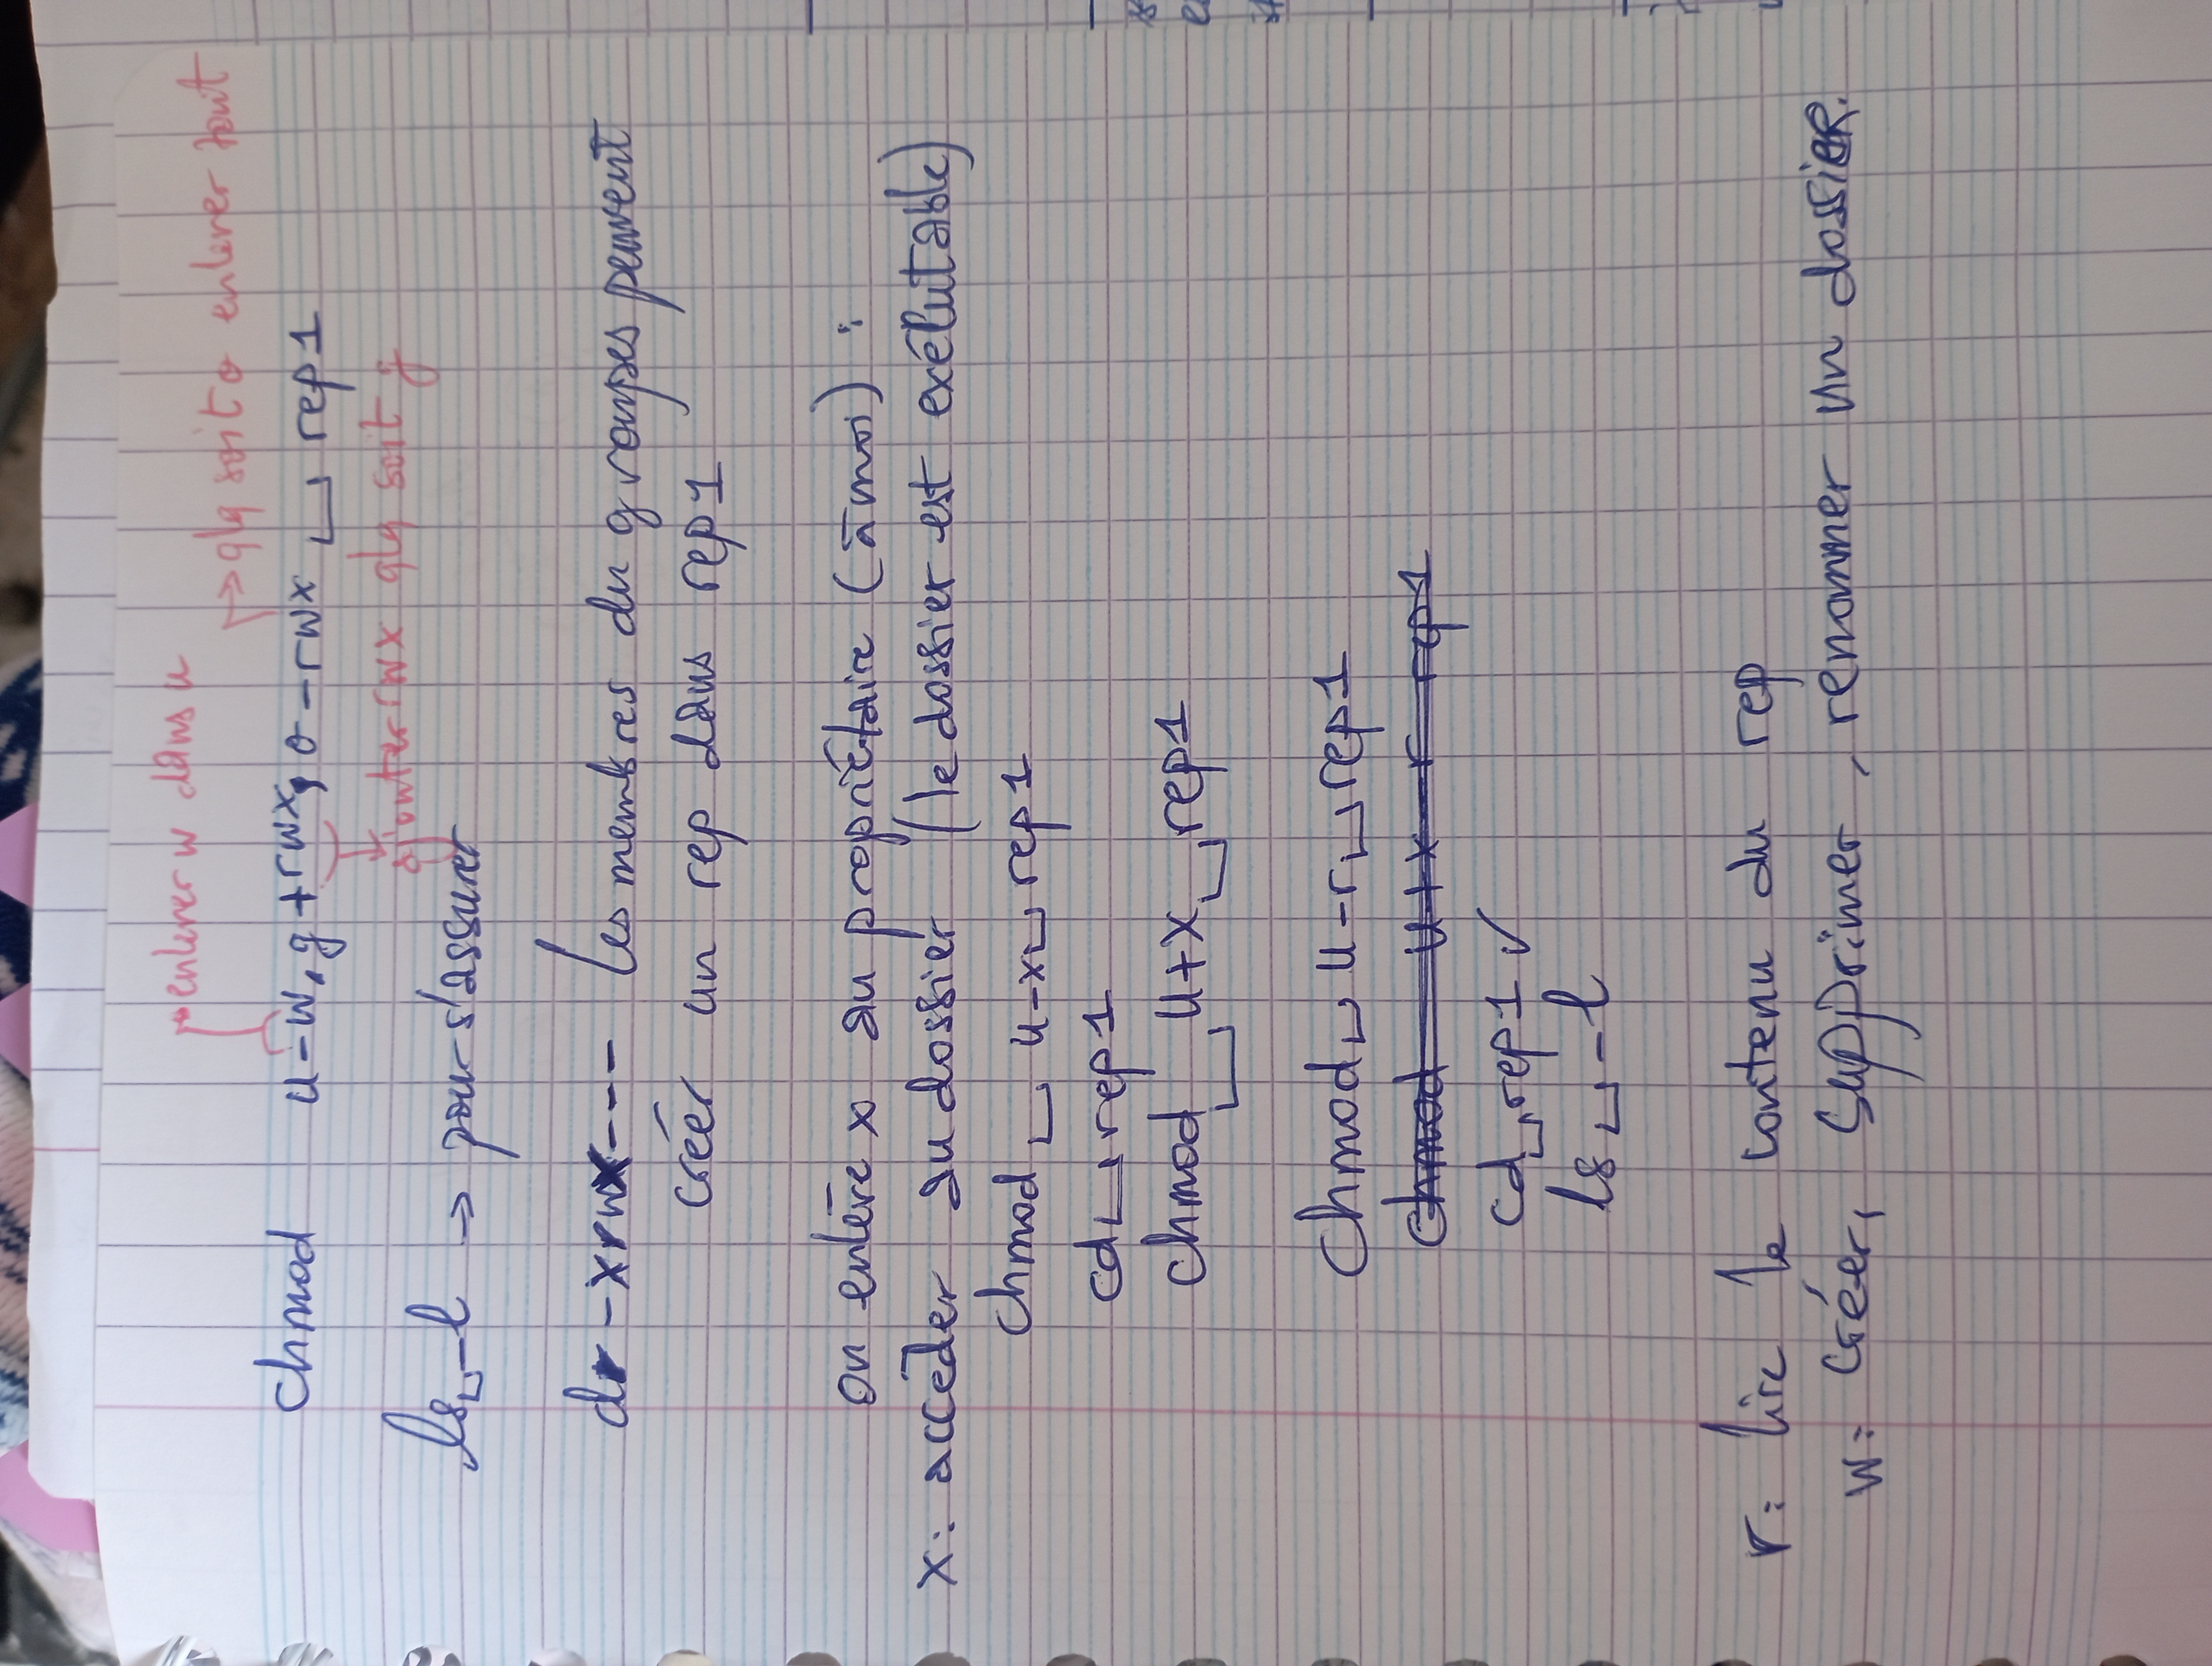 enlever w dans u
qlq soit o enlever tout
chmod u-w,g+rwx,o-rwx ␣ rep1
ajouter rwx qlq soit g
ls␣-l → pour s'assurer
dr-xrwx--- les membres du groupes peuvent
créer un rep dans rep1
on enlève x au propriétaire (à moi) :
x: accéder au dossier (le dossier est exécutable)
chmod␣ u-x␣ rep1
cd␣ rep1
chmod␣u+x␣rep1
chmod␣ u-r␣rep1
chmod u+x-r rep1
cd␣rep1 ✓
ls␣-l
r: lire le contenu du rep
w: créer, supprimer, renommer un dossier.